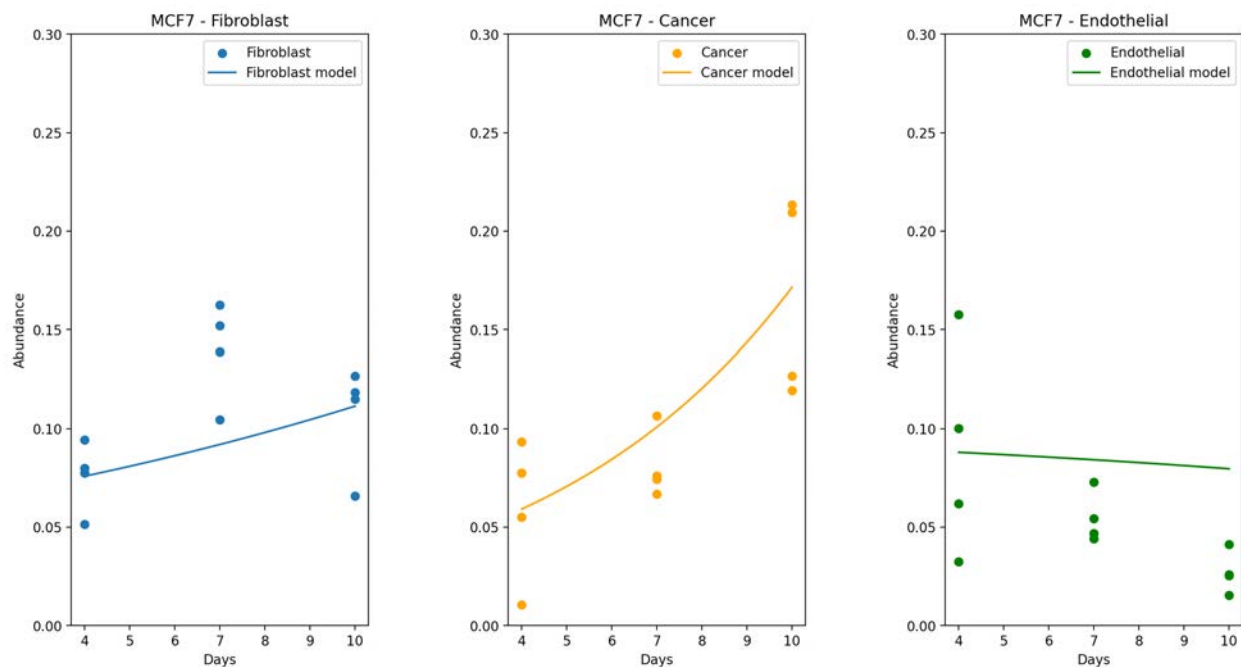 MCF7 - Fibroblast
Fibroblast
Fibroblast model
0.30
0.25
0.20
0.15
0.10
0.05
0.00
Abundance
4 5 6 7 8 9 10
Days
MCF7 - Cancer
Cancer
Cancer model
0.30
0.25
0.20
0.15
0.10
0.05
0.00
Abundance
4 5 6 7 8 9 10
Days
MCF7 - Endothelial
Endothelial
Endothelial model
0.30
0.25
0.20
0.15
0.10
0.05
0.00
Abundance
4 5 6 7 8 9 10
Days